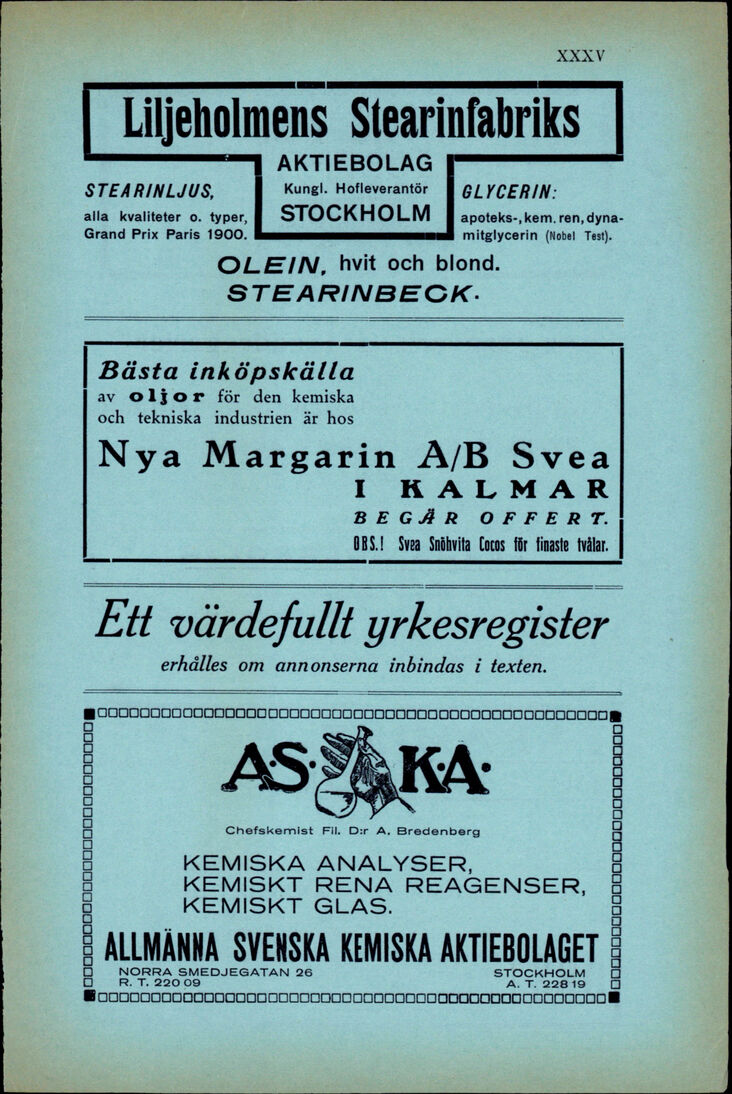 XXXV
Liljeholmens Stearinfabriks
AKTIEBOLAG
Kungl. Hofleverantör
STOCKHOLM
STEARINLJUS,
alla kvaliteter o. typer,
Grand Prix Paris 1900.
GLYCERIN:
apoteks-, kem. ren, dyna-
mitglycerin (Nobel Test).
OLEIN, hvit och blond.
STEARINBECK.
Bästa inköpskälla
av oljor för den kemiska
och tekniska industrien är hos
Nya Margarin A/B Svea
I KALMAR
BEGÄR OFFERT.
OBS.! Svea Snöhvita Cocos för finaste tvålar.
Ett värdefullt yrkesregister
erhålles om annonserna inbindas i texten.
A.S. K.A.
Chefskemist Fil. D:r A. Bredenberg
KEMISKA ANALYSER,
KEMISKT RENA REAGENSER,
KEMISKT GLAS.
ALLMÄNNA SVENSKA KEMISKA AKTIEBOLAGET
NORRA SMEDJEGATAN 26 STOCKHOLM
R. T. 220 09 A. T. 228 19